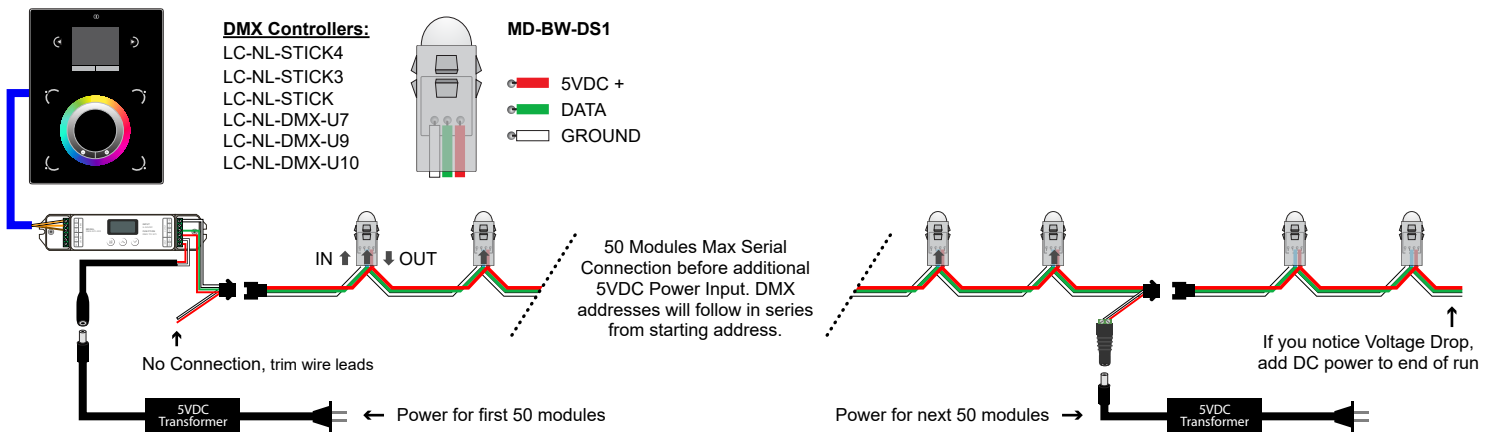 DMX Controllers:
LC-NL-STICK4
LC-NL-STICK3
LC-NL-STICK
LC-NL-DMX-U7
LC-NL-DMX-U9
LC-NL-DMX-U10
MD-BW-DS1
5VDC +
DATA
GROUND
IN
OUT
50 Modules Max Serial
Connection before additional
5VDC Power Input. DMX
addresses will follow in series
from starting address.
No Connection, trim wire leads
If you notice Voltage Drop,
add DC power to end of run
5VDC
Transformer
← Power for first 50 modules
Power for next 50 modules →
5VDC
Transformer